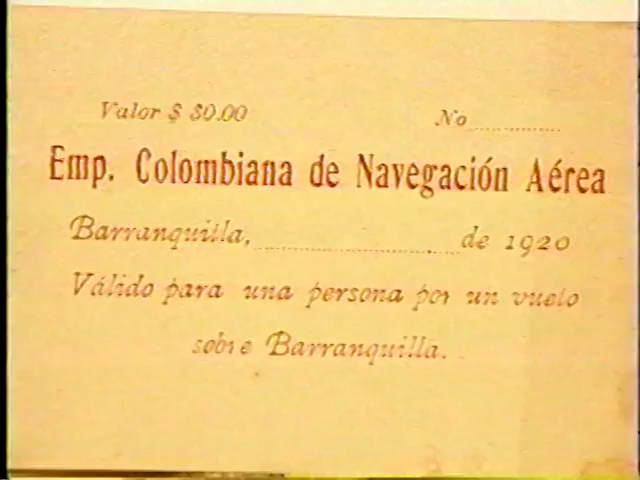 Valor $ 30.00 No.............
Emp. Colombiana de Navegación Aérea
Barranquilla,.............................de 1920
Válido para una persona por un vuelo
sobre Barranquilla.